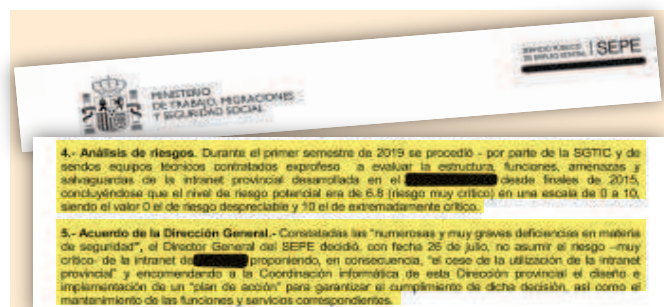 MINISTERIO
DE TRABAJO, MIGRACIONES
Y SEGURIDAD SOCIAL
SERVICIO PÚBLICO
DE EMPLEO ESTATAL
SEPE
4.- Análisis de riesgos. Durante el primer semestre de 2019 se procedió - por parte de la SGTIC y de
sendos equipos técnicos contratados exprofeso a evaluar la estructura, funciones, amenazas y
salvaguardas de la intranet provincial desarrollada en el desde finales de 2015,
concluyéndose que el nivel de riesgo potencial era de 6.8 (riesgo muy crítico) en una escala de 0 a 10,
siendo el valor 0 el de riesgo despreciable y 10 el de extremadamente crítico.
5.- Acuerdo de la Dirección General.- Constatadas las "numerosas y muy graves deficiencias en materia
de seguridad", el Director General del SEPE decidió, con fecha 26 de julio, no asumir el riesgo –muy
crítico- de la intranet de proponiendo, en consecuencia, "el cese de la utilización de la intranet
provincial" y encomendando a la Coordinación informática de esta Dirección provincial el diseño e
implementación de un "plan de acción" para garantizar el cumplimiento de dicha decisión, así como el
mantenimiento de las funciones y servicios correspondientes.